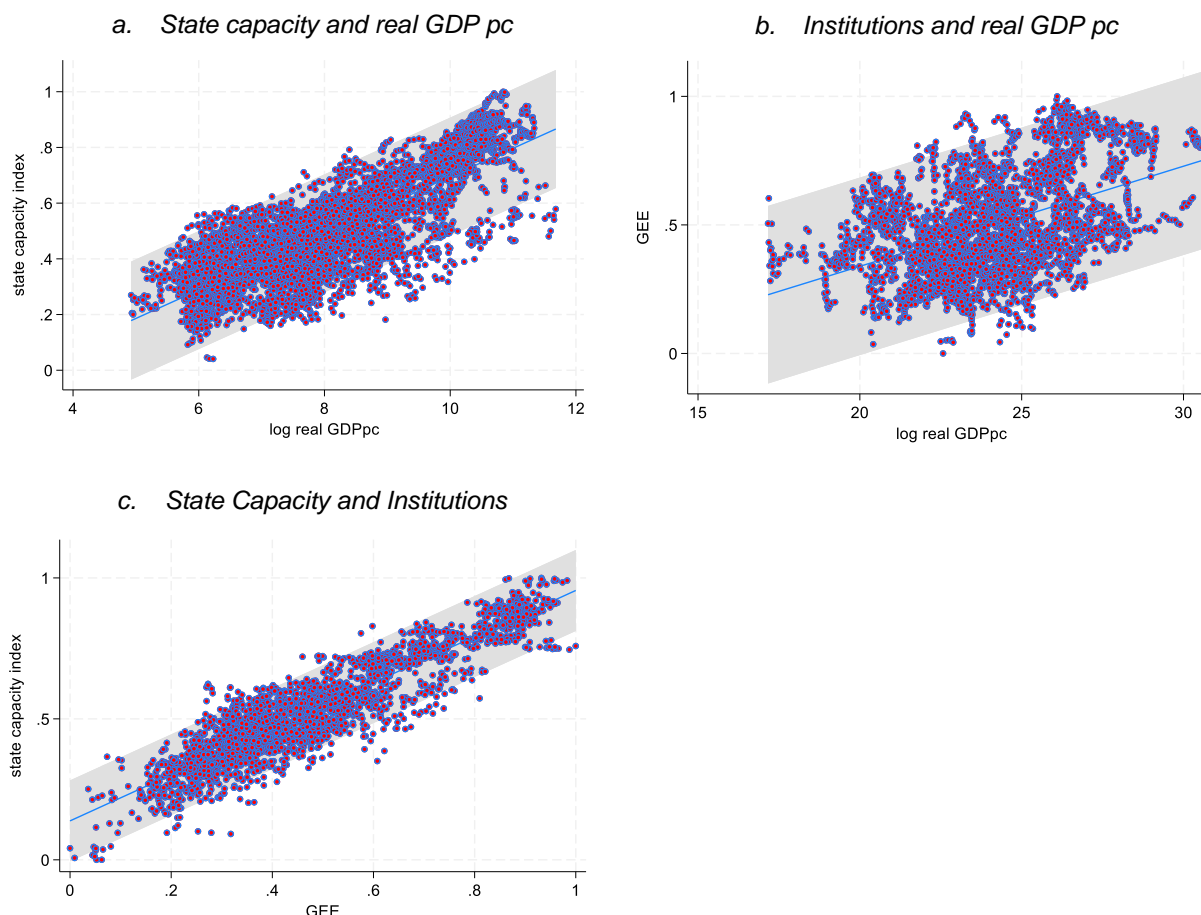 a. State capacity and real GDP pc
state capacity index
1
.8
.6
.4
.2
0
4 6 8 10 12
log real GDPpc
b. Institutions and real GDP pc
GEE
1
.5
0
15 20 25 30
log real GDPpc
c. State Capacity and Institutions
state capacity index
1
.5
0
0 .2 .4 .6 .8 1
GEE